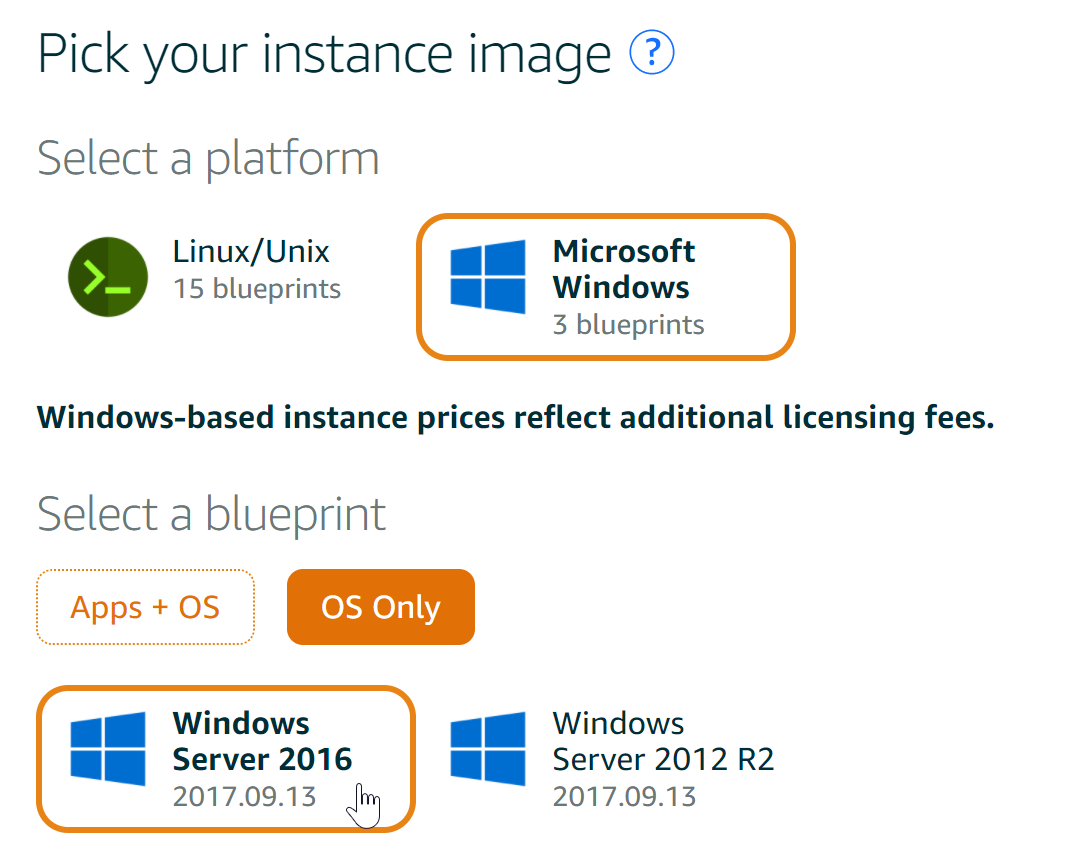 Pick your instance image ?
Select a platform
Linux/Unix
15 blueprints
Microsoft
Windows
3 blueprints
Windows-based instance prices reflect additional licensing fees.
Select a blueprint
Apps + OS
OS Only
Windows
Server 2016
2017.09.13
Windows
Server 2012 R2
2017.09.13